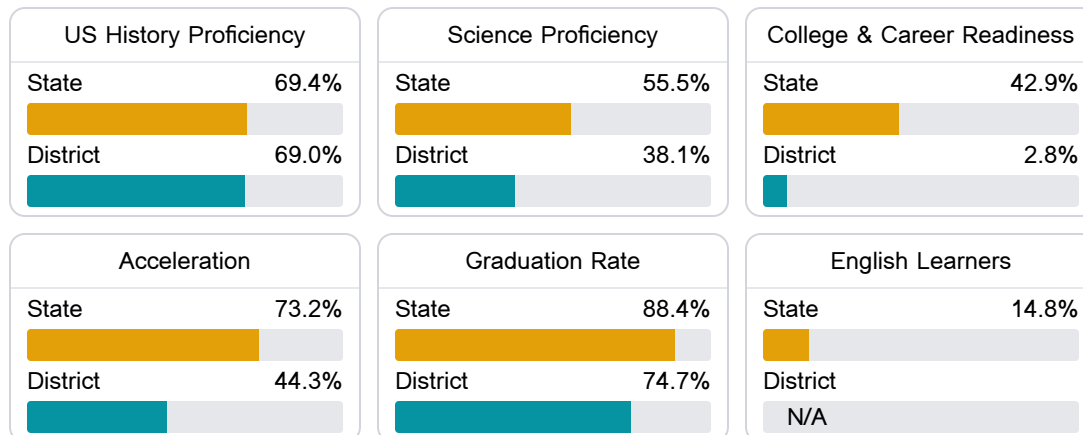 US History Proficiency
State 69.4%
District 69.0%
Science Proficiency
State 55.5%
District 38.1%
College & Career Readiness
State 42.9%
District 2.8%
Acceleration
State 73.2%
District 44.3%
Graduation Rate
State 88.4%
District 74.7%
English Learners
State 14.8%
District
N/A